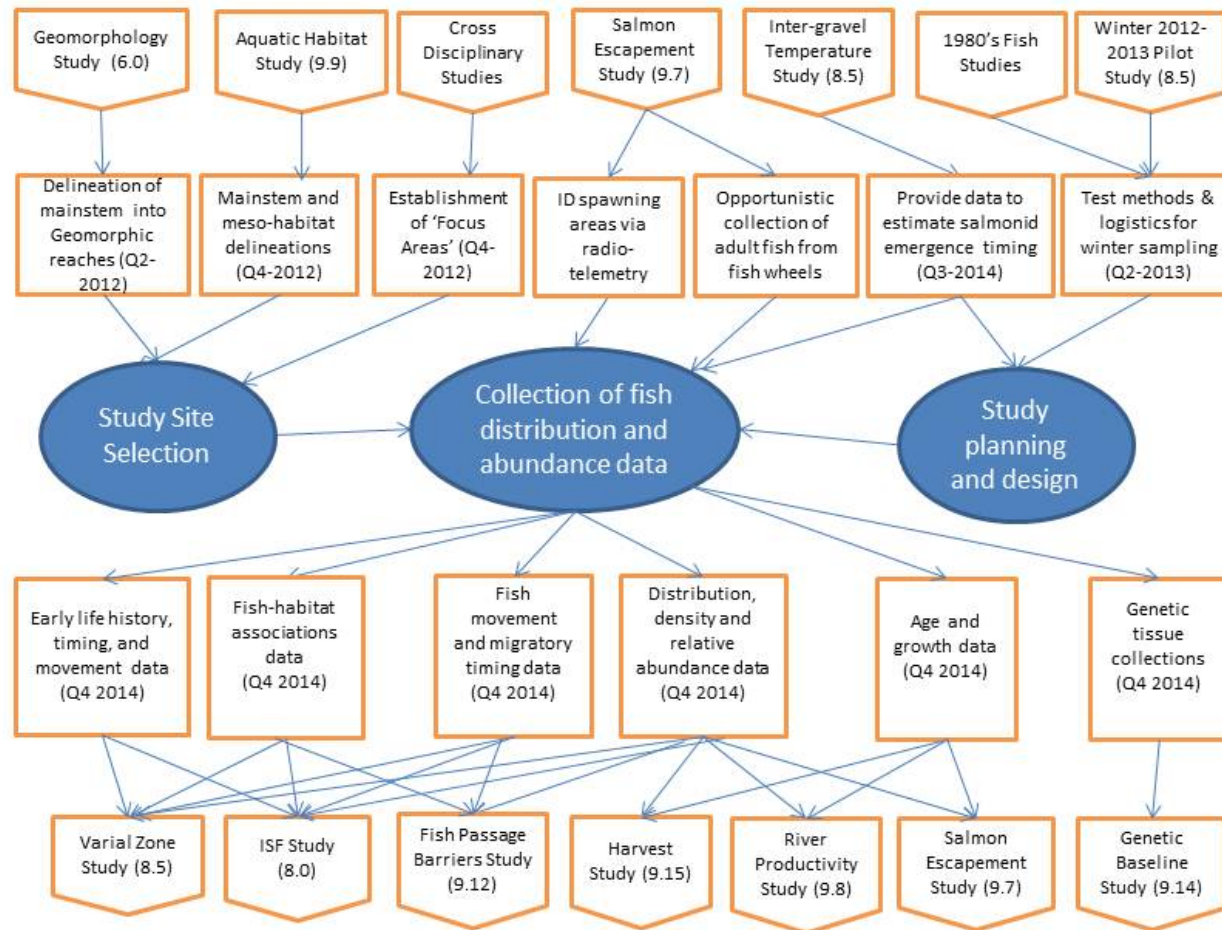 Geomorphology
Study (6.0)
Aquatic Habitat
Study (9.9)
Cross
Disciplinary
Studies
Salmon
Escapement
Study (9.7)
Inter-gravel
Temperature
Study (8.5)
1980's Fish
Studies
Winter 2012-
2013 Pilot
Study (8.5)
Delineation of
mainstem into
Geomorphic
reaches (Q2-
2012)
Mainstem and
meso-habitat
delineations
(Q4-2012)
Establishment
of ‘Focus
Areas’ (Q4-
2012)
ID spawning
areas via
radio-
telemetry
Opportunistic
collection of
adult fish from
fish wheels
Provide data to
estimate salmonid
emergence timing
(Q3-2014)
Test methods &
logistics for
winter sampling
(Q2-2013)
Study Site
Selection
Collection of fish
distribution and
abundance data
Study
planning
and design
Early life history,
timing, and
movement data
(Q4 2014)
Fish-habitat
associations
data
(Q4 2014)
Fish
movement
and migratory
timing data
(Q4 2014)
Distribution,
density and
relative
abundance data
(Q4 2014)
Age and
growth data
(Q4 2014)
Genetic
tissue
collections
(Q4 2014)
Varial Zone
Study (8.5)
ISF Study
(8.0)
Fish Passage
Barriers Study
(9.12)
Harvest
Study (9.15)
River
Productivity
Study (9.8)
Salmon
Escapement
Study (9.7)
Genetic
Baseline
Study (9.14)